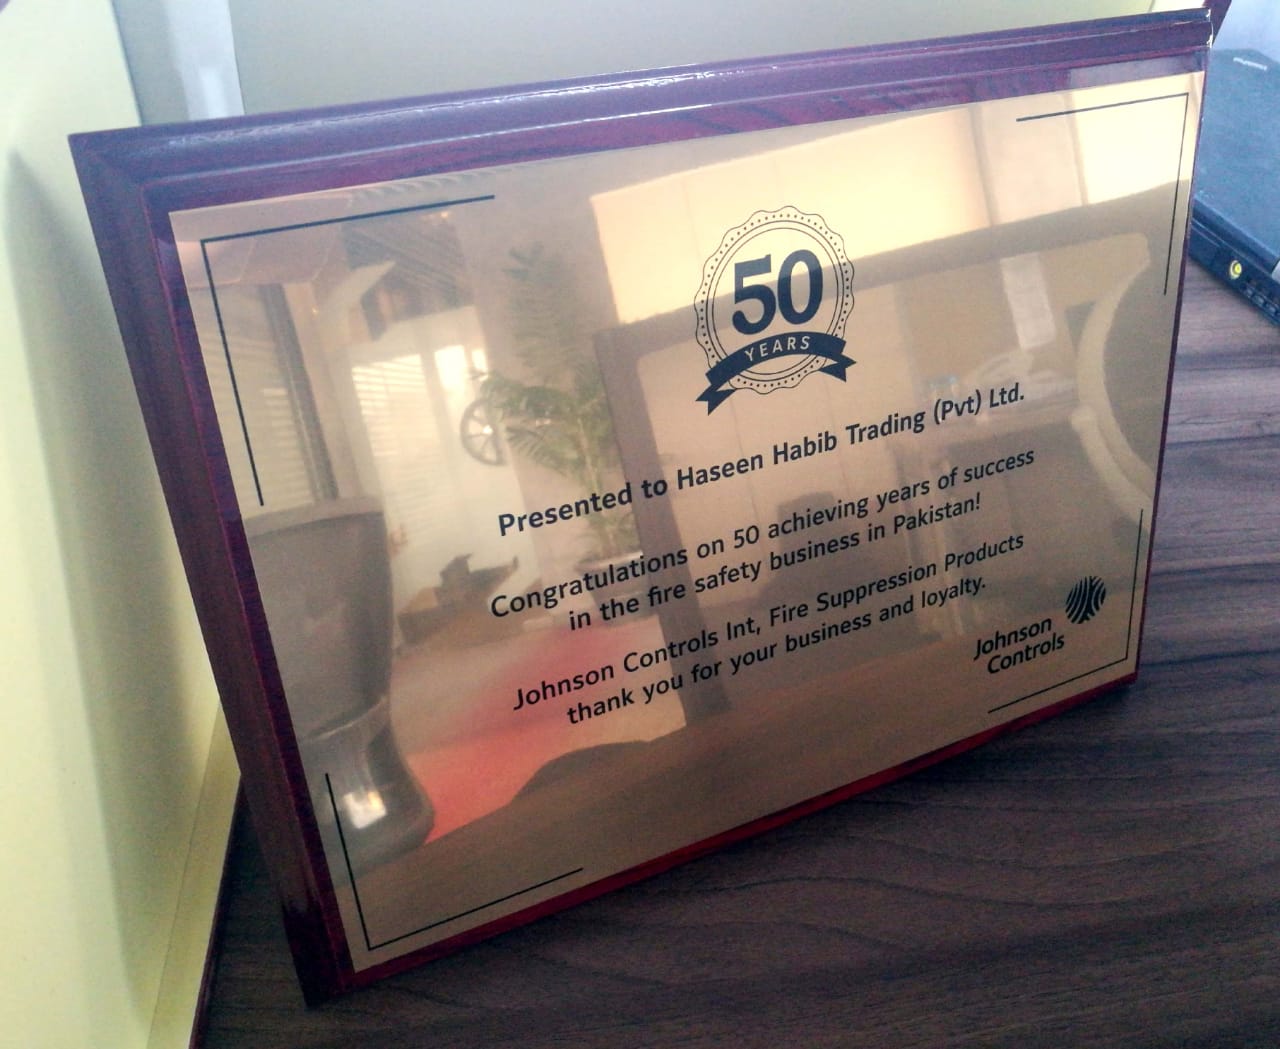 50
YEARS
Presented to Haseen Habib Trading (Pvt) Ltd.
Congratulations on 50 achieving years of success
in the fire safety business in Pakistan!
Johnson Controls Int, Fire Suppression Products
thank you for your business and loyalty.
Johnson
Controls